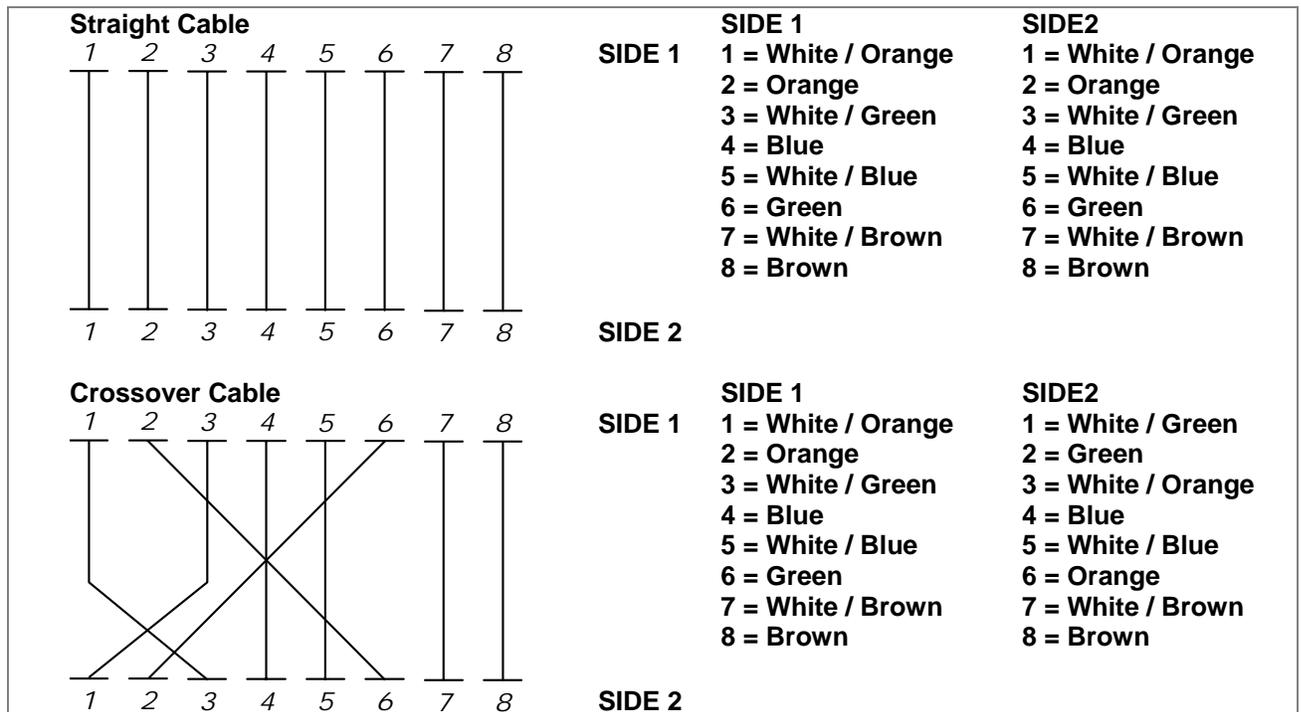 Straight Cable
1 2 3 4 5 6 7 8
SIDE 1
1 2 3 4 5 6 7 8
SIDE 2
SIDE 1
1 = White / Orange
2 = Orange
3 = White / Green
4 = Blue
5 = White / Blue
6 = Green
7 = White / Brown
8 = Brown
SIDE2
1 = White / Orange
2 = Orange
3 = White / Green
4 = Blue
5 = White / Blue
6 = Green
7 = White / Brown
8 = Brown
Crossover Cable
1 2 3 4 5 6 7 8
SIDE 1
1 2 3 4 5 6 7 8
SIDE 2
SIDE 1
1 = White / Orange
2 = Orange
3 = White / Green
4 = Blue
5 = White / Blue
6 = Green
7 = White / Brown
8 = Brown
SIDE2
1 = White / Green
2 = Green
3 = White / Orange
4 = Blue
5 = White / Blue
6 = Orange
7 = White / Brown
8 = Brown